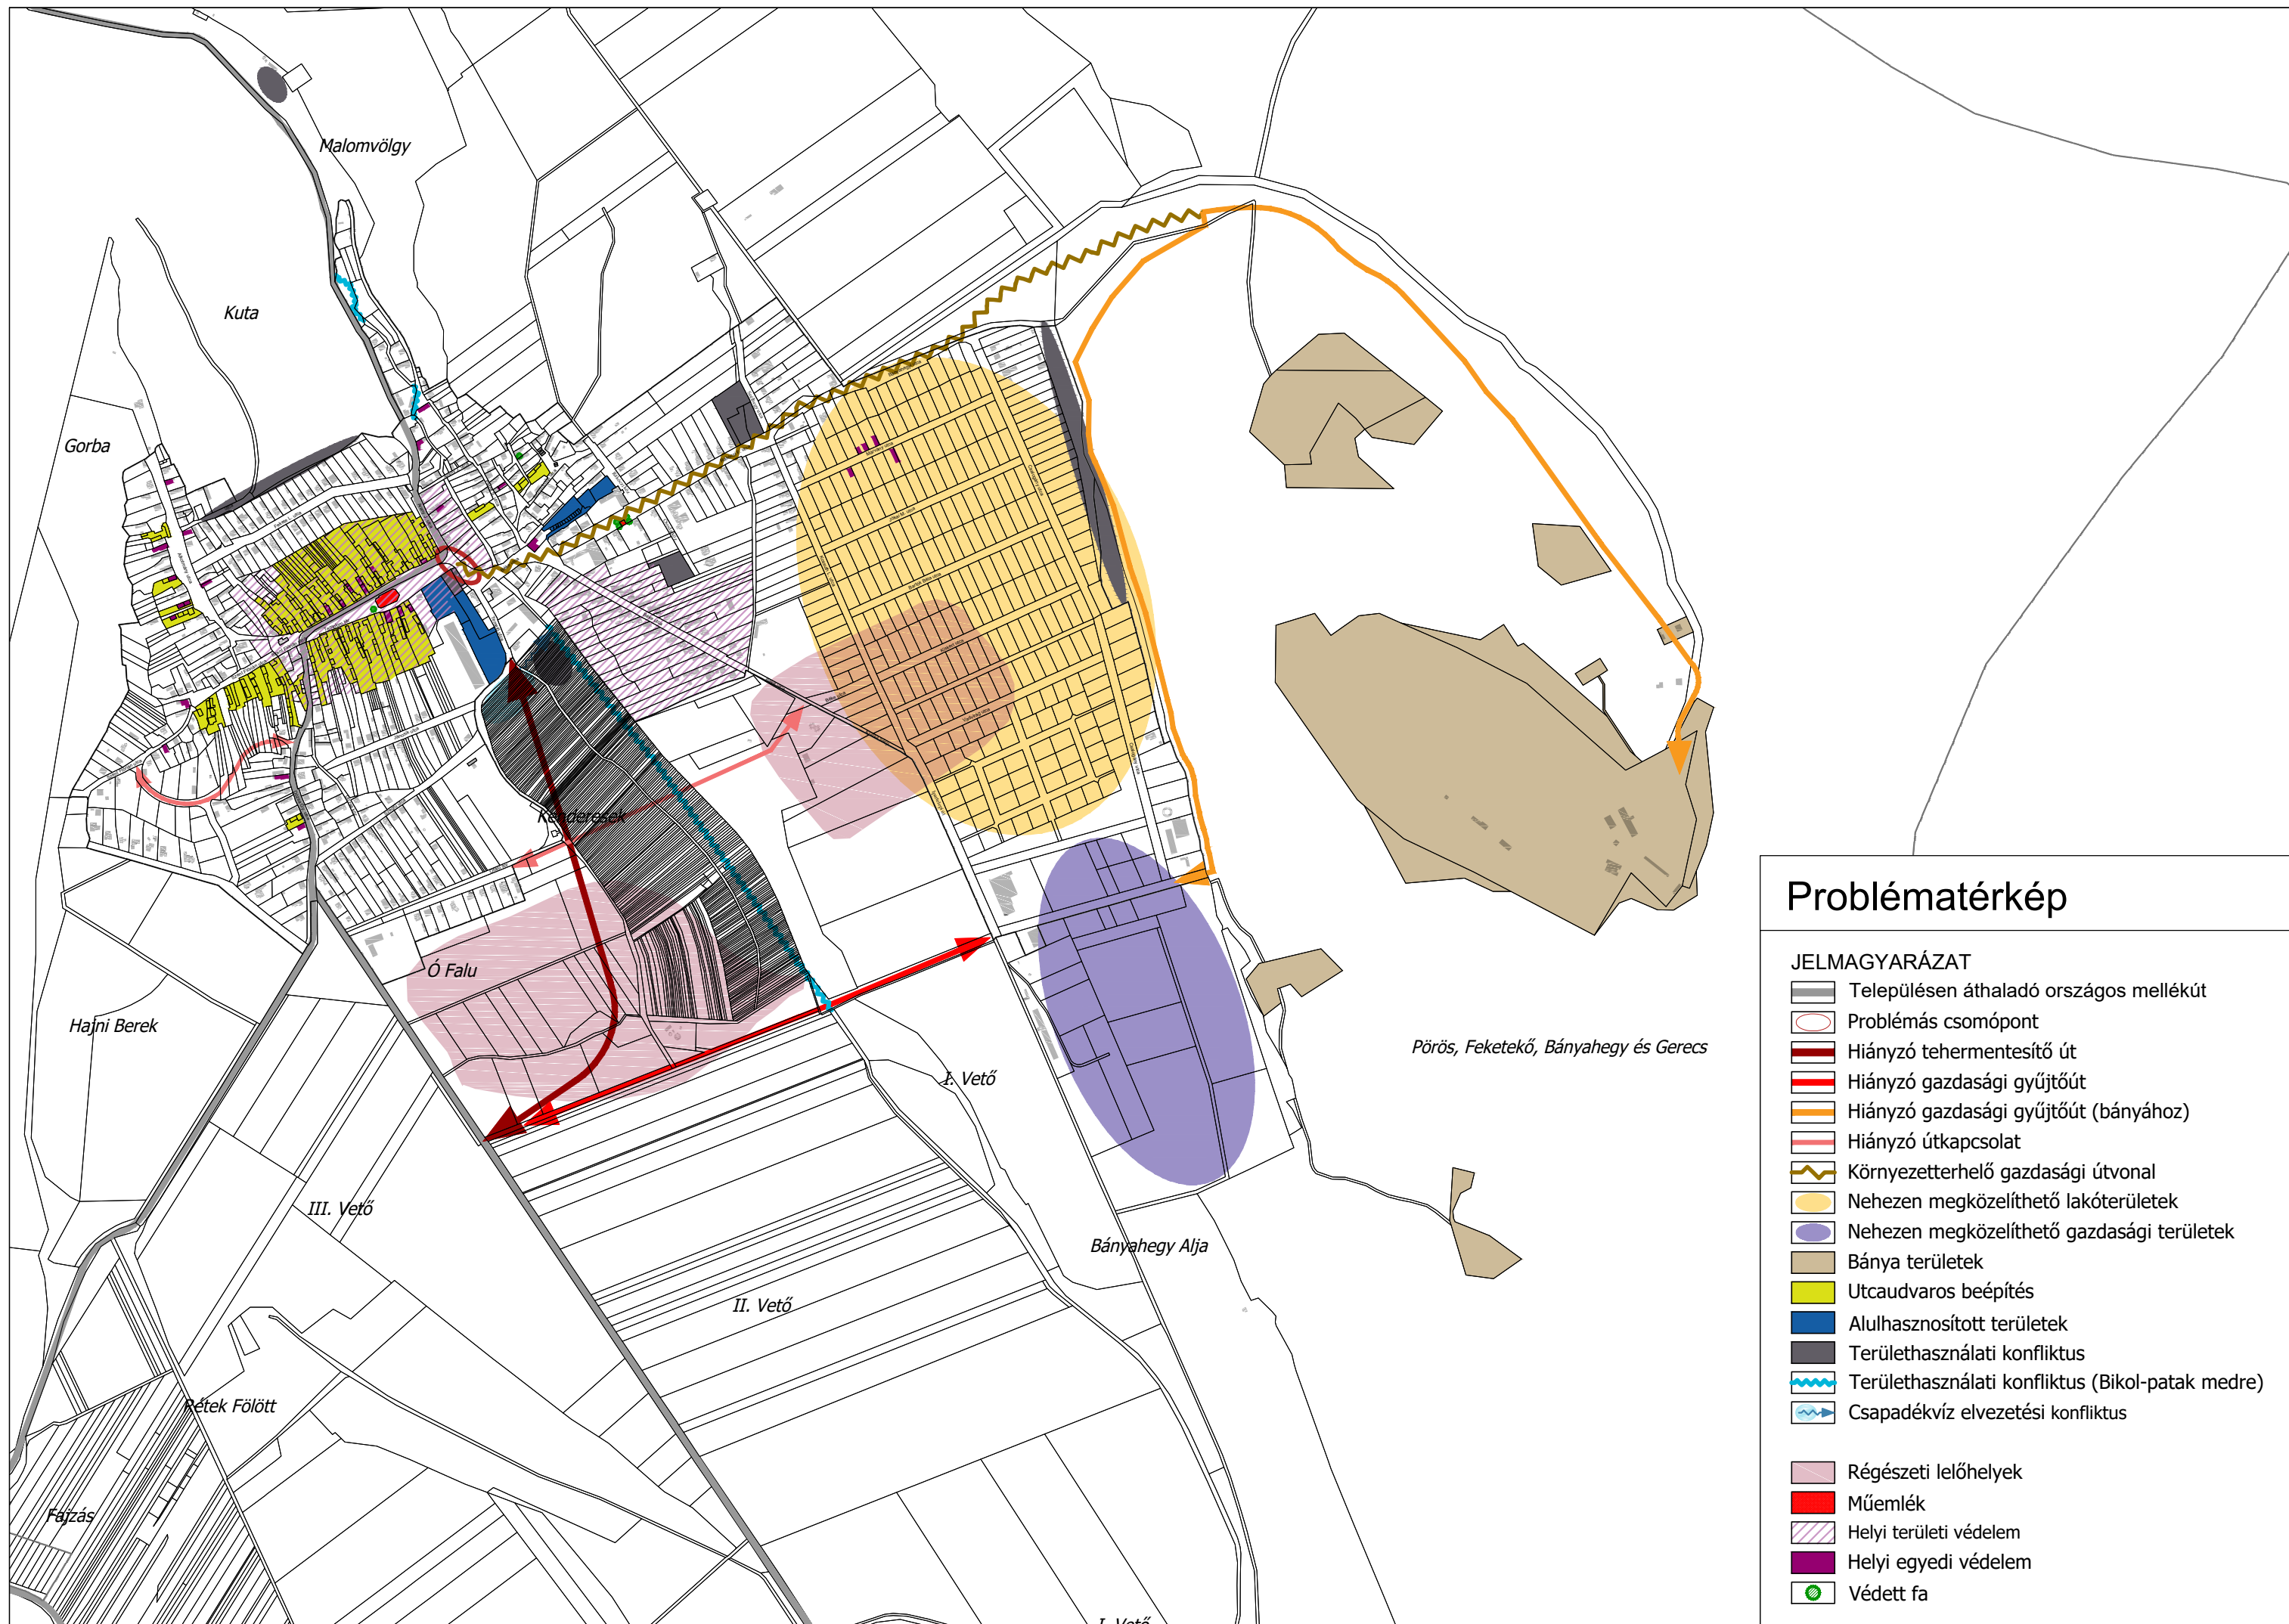 Malomvölgy
Kuta
Gorba
Kenderesek
Ó Falu
Hajni Berek
Pörös, Feketekő, Bányahegy és Gerecs
I. Vető
III. Vető
Bányahegy Alja
II. Vető
Rétek Fölött
Fajzás
I. Vető
Problématérkép
JELMAGYARÁZAT
Településen áthaladó országos mellékút
Problémás csomópont
Hiányzó tehermentesítő út
Hiányzó gazdasági gyűjtőút
Hiányzó gazdasági gyűjtőút (bányához)
Hiányzó útkapcsolat
Környezetterhelő gazdasági útvonal
Nehezen megközelíthető lakóterületek
Nehezen megközelíthető gazdasági területek
Bánya területek
Utcaudvaros beépítés
Alulhasznosított területek
Területhasználati konfliktus
Területhasználati konfliktus (Bikol-patak medre)
Csapadékvíz elvezetési konfliktus
Régészeti lelőhelyek
Műemlék
Helyi területi védelem
Helyi egyedi védelem
Védett fa